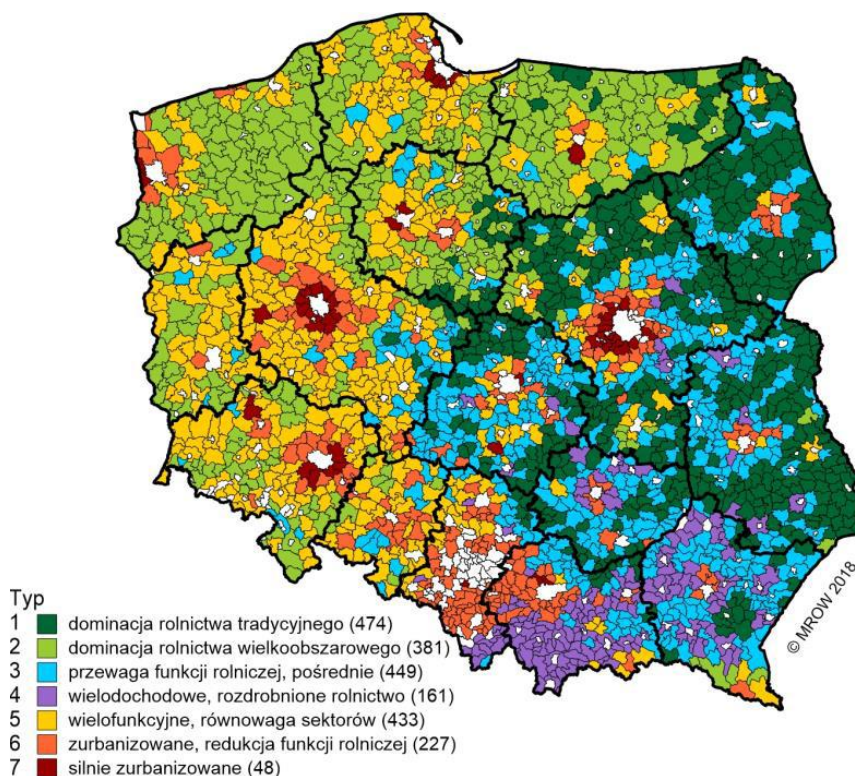 © MROW 2018
Typ
1 dominacja rolnictwa tradycyjnego (474)
2 dominacja rolnictwa wielkoobszarowego (381)
3 przewaga funkcji rolniczej, pośrednie (449)
4 wielodochodowe, rozdrobnione rolnictwo (161)
5 wielofunkcyjne, równowaga sektorów (433)
6 zurbanizowane, redukcja funkcji rolniczej (227)
7 silnie zurbanizowane (48)